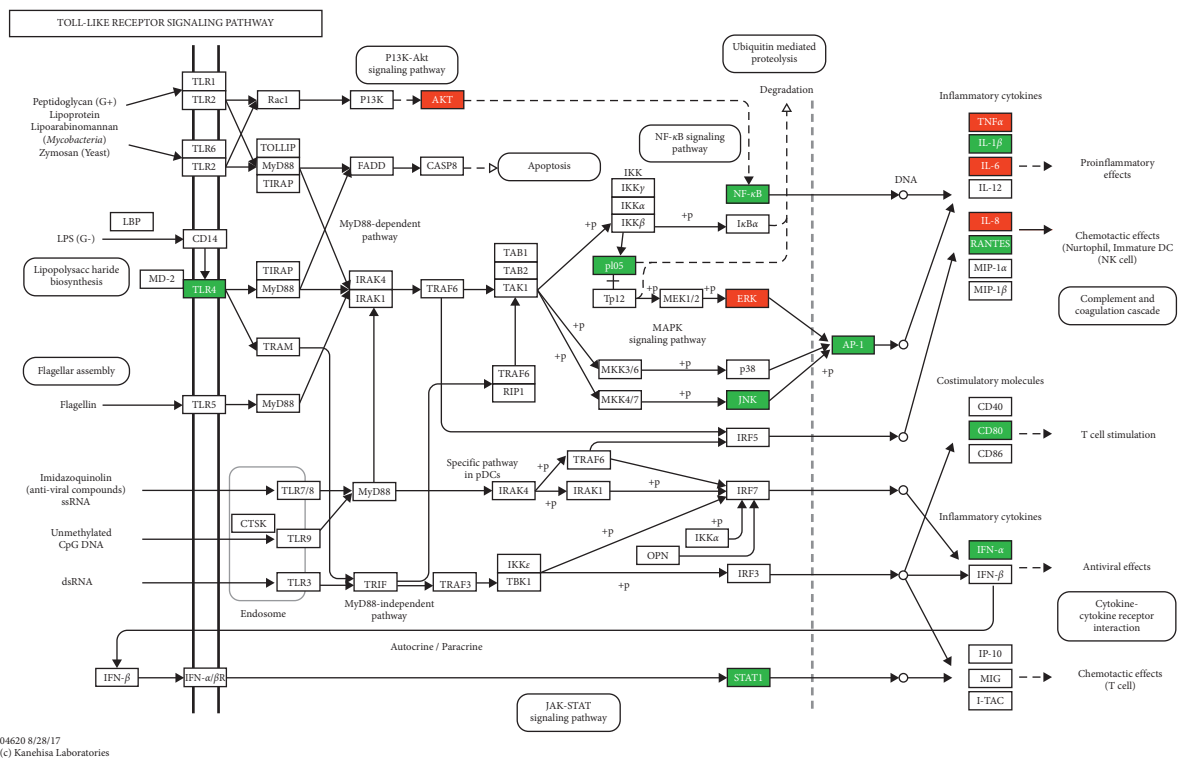 TOLL-LIKE RECEPTOR SIGNALING PATHWAY
P13K-Akt
signaling pathway
Ubiquitin mediated
proteolysis
Degradation
Inflammatory cytokines
Peptidoglycan (G+)
Lipoprotein
Lipoarabinomannan
(Mycobacteria)
Zymosan (Yeast)
TLR1
TLR2
Rac1
P13K
AKT
TNFα
IL-1β
IL-6
IL-12
Proinflammatory
effects
TLR6
TLR2
TOLLIP
MyD88
TIRAP
FADD
CASP8
Apoptosis
NF-κB signaling
pathway
IKK
IKKγ
IKKα
IKKβ
NF-κB
IκBα
DNA
+p
+p
LBP
LPS (G-)
CD14
MyD88-dependent
pathway
IL-8
RANTES
MIP-1α
MIP-1β
Chemotactic effects
(Nurtophil, Immature DC
(NK cell)
Lipopolysacc haride
biosynthesis
MD-2
TLR4
TIRAP
MyD88
IRAK4
IRAK1
TRAF6
TAB1
TAB2
TAK1
pl05
Tp12
+p
MEK1/2
+p
ERK
Complement and
coagulation cascade
MAPK
signaling pathway
+p
+p
AP-1
+p
TRAM
Flagellar assembly
TRAF6
RIP1
MKK3/6
+p
p38
MKK4/7
+p
JNK
Costimulatory molecules
CD40
CD80
CD86
T cell stimulation
Flagellin
TLR5
MyD88
IRF5
Imidazoquinolin
(anti-viral compounds)
ssRNA
TLR7/8
MyD88
Specific pathway
in pDCs
IRAK4
+p
+p
TRAF6
IRAK1
+p
IRF7
Unmethylated
CpG DNA
CTSK
TLR9
+p
+p
IKKα
OPN
Inflammatory cytokines
IFN-α
IFN-β
Antiviral effects
dsRNA
TLR3
TRIF
TRAF3
IKKε
TBK1
+p
IRF3
Endosome
MyD88-independent
pathway
Cytokine-
cytokine receptor
interaction
Autocrine / Paracrine
IFN-β
IFN-α/βR
STAT1
IP-10
MIG
I-TAC
Chemotactic effects
(T cell)
JAK-STAT
signaling pathway
04620 8/28/17
(c) Kanehisa Laboratories